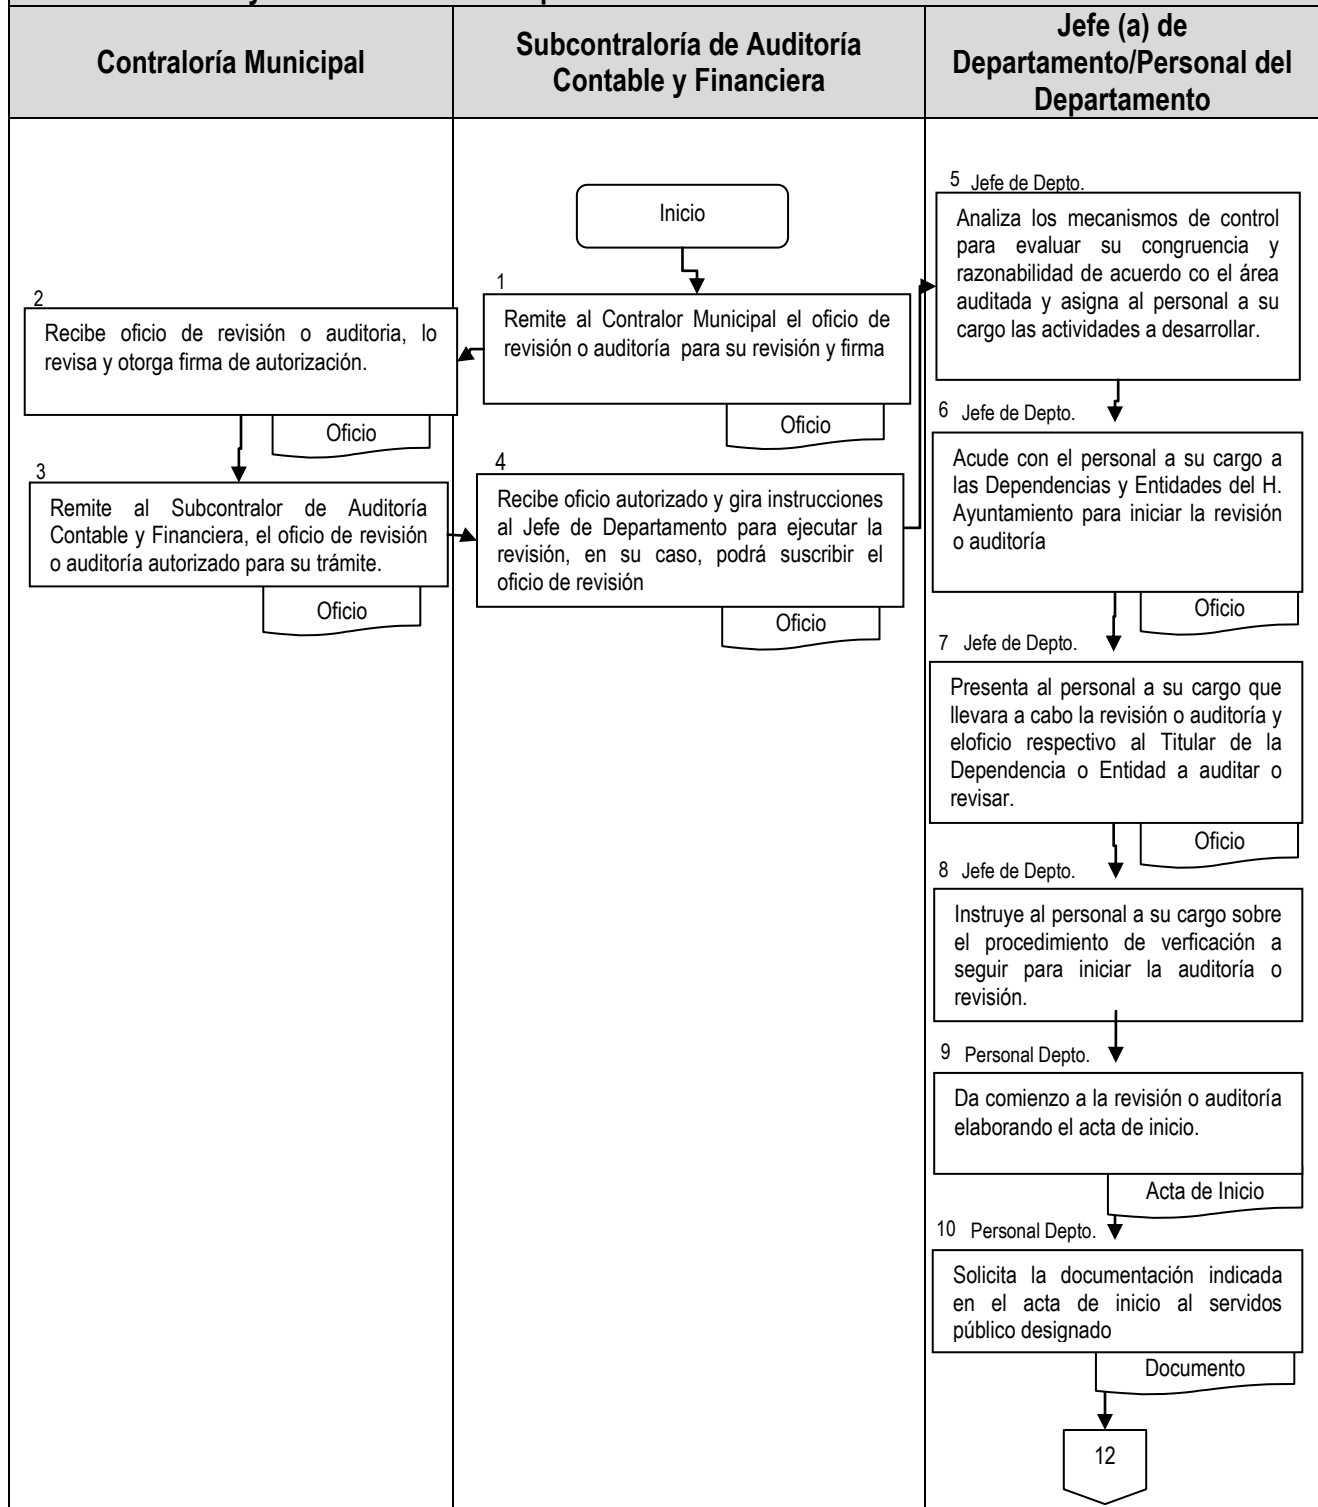 Contraloría Municipal
Subcontraloría de Auditoría
Contable y Financiera
Jefe (a) de
Departamento/Personal del
Departamento
Inicio
1
Remite al Contralor Municipal el oficio de
revisión o auditoría para su revisión y firma
Oficio
2
Recibe oficio de revisión o auditoria, lo
revisa y otorga firma de autorización.
Oficio
3
Remite al Subcontralor de Auditoría
Contable y Financiera, el oficio de revisión
o auditoría autorizado para su trámite.
Oficio
4
Recibe oficio autorizado y gira instrucciones
al Jefe de Departamento para ejecutar la
revisión, en su caso, podrá suscribir el
oficio de revisión
Oficio
5 Jefe de Depto.
Analiza los mecanismos de control
para evaluar su congruencia y
razonabilidad de acuerdo co el área
auditada y asigna al personal a su
cargo las actividades a desarrollar.
6 Jefe de Depto.
Acude con el personal a su cargo a
las Dependencias y Entidades del H.
Ayuntamiento para iniciar la revisión
o auditoría
Oficio
7 Jefe de Depto.
Presenta al personal a su cargo que
llevara a cabo la revisión o auditoría y
eloficio respectivo al Titular de la
Dependencia o Entidad a auditar o
revisar.
Oficio
8 Jefe de Depto.
Instruye al personal a su cargo sobre
el procedimiento de verficación a
seguir para iniciar la auditoría o
revisión.
9 Personal Depto.
Da comienzo a la revisión o auditoría
elaborando el acta de inicio.
Acta de Inicio
10 Personal Depto.
Solicita la documentación indicada
en el acta de inicio al servidos
público designado
Documento
12